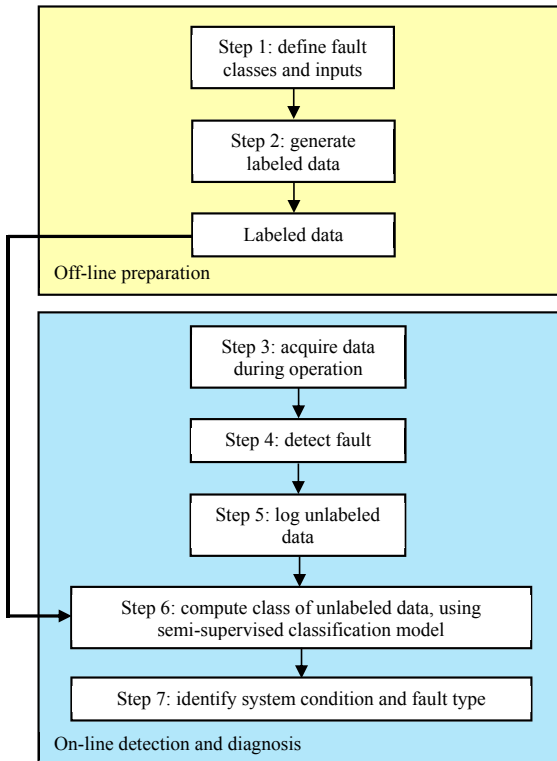 Step 1: define fault
classes and inputs
Step 2: generate
labeled data
Labeled data
Off-line preparation
Step 3: acquire data
during operation
Step 4: detect fault
Step 5: log unlabeled
data
Step 6: compute class of unlabeled data, using
semi-supervised classification model
Step 7: identify system condition and fault type
On-line detection and diagnosis